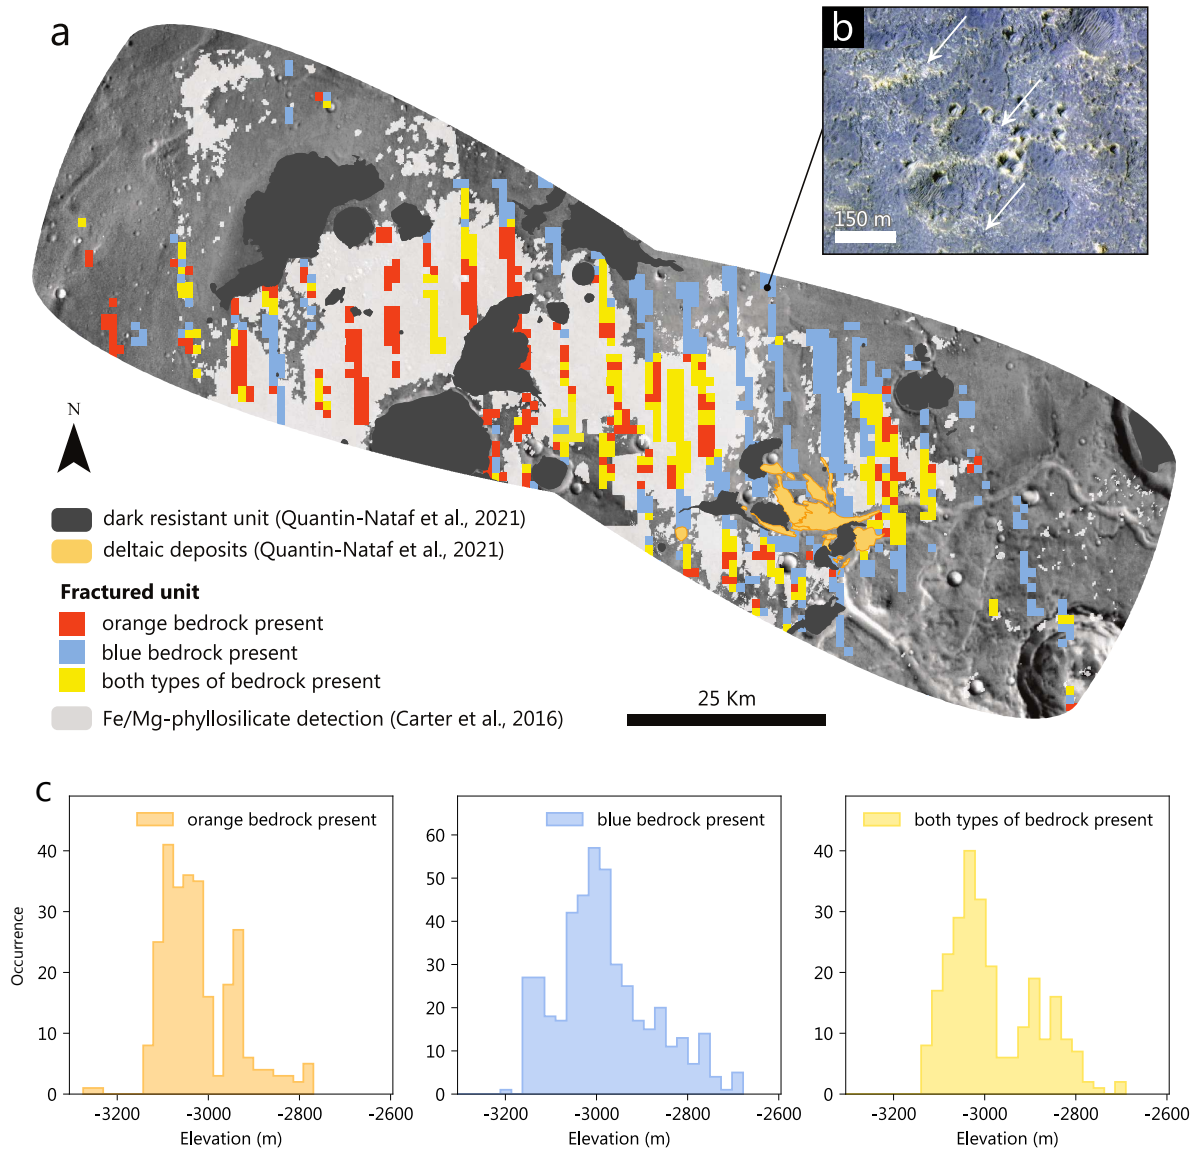 a
b
150 m
N
dark resistant unit (Quantin-Nataf et al., 2021)
deltaic deposits (Quantin-Nataf et al., 2021)
Fractured unit
orange bedrock present
blue bedrock present
both types of bedrock present
Fe/Mg-phyllosilicate detection (Carter et al., 2016)
25 Km
c
orange bedrock present
40
30
20
10
0
Occurrence
-3200 -3000 -2800 -2600
Elevation (m)
blue bedrock present
60
50
40
30
20
10
0
-3200 -3000 -2800 -2600
Elevation (m)
both types of bedrock present
40
30
20
10
0
-3200 -3000 -2800 -2600
Elevation (m)